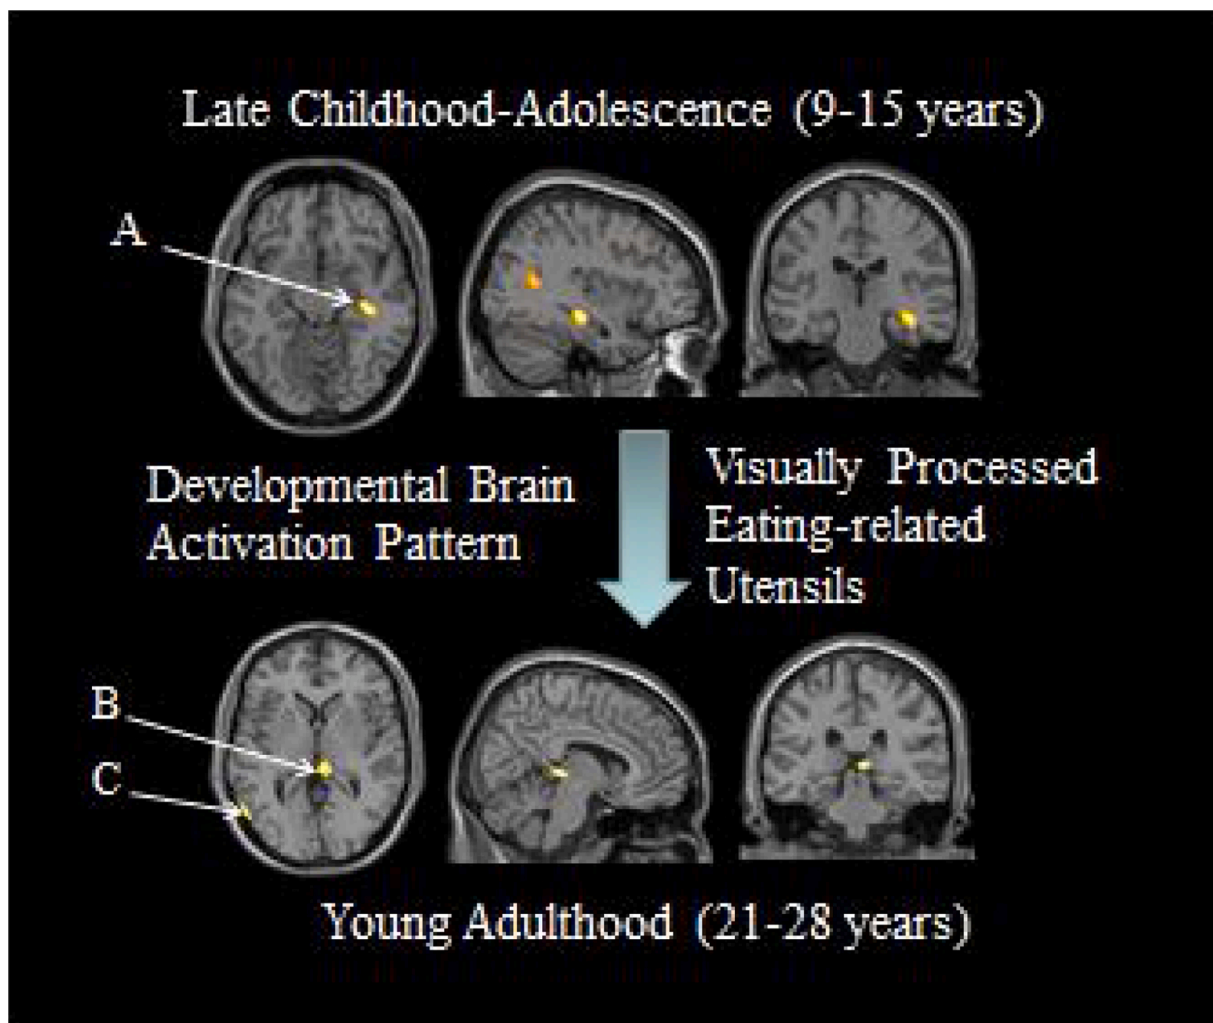 Late Childhood-Adolescence (9-15 years)
A
Developmental Brain
Activation Pattern
Visually Processed
Eating-related
Utensils
B
C
Young Adulthood (21-28 years)